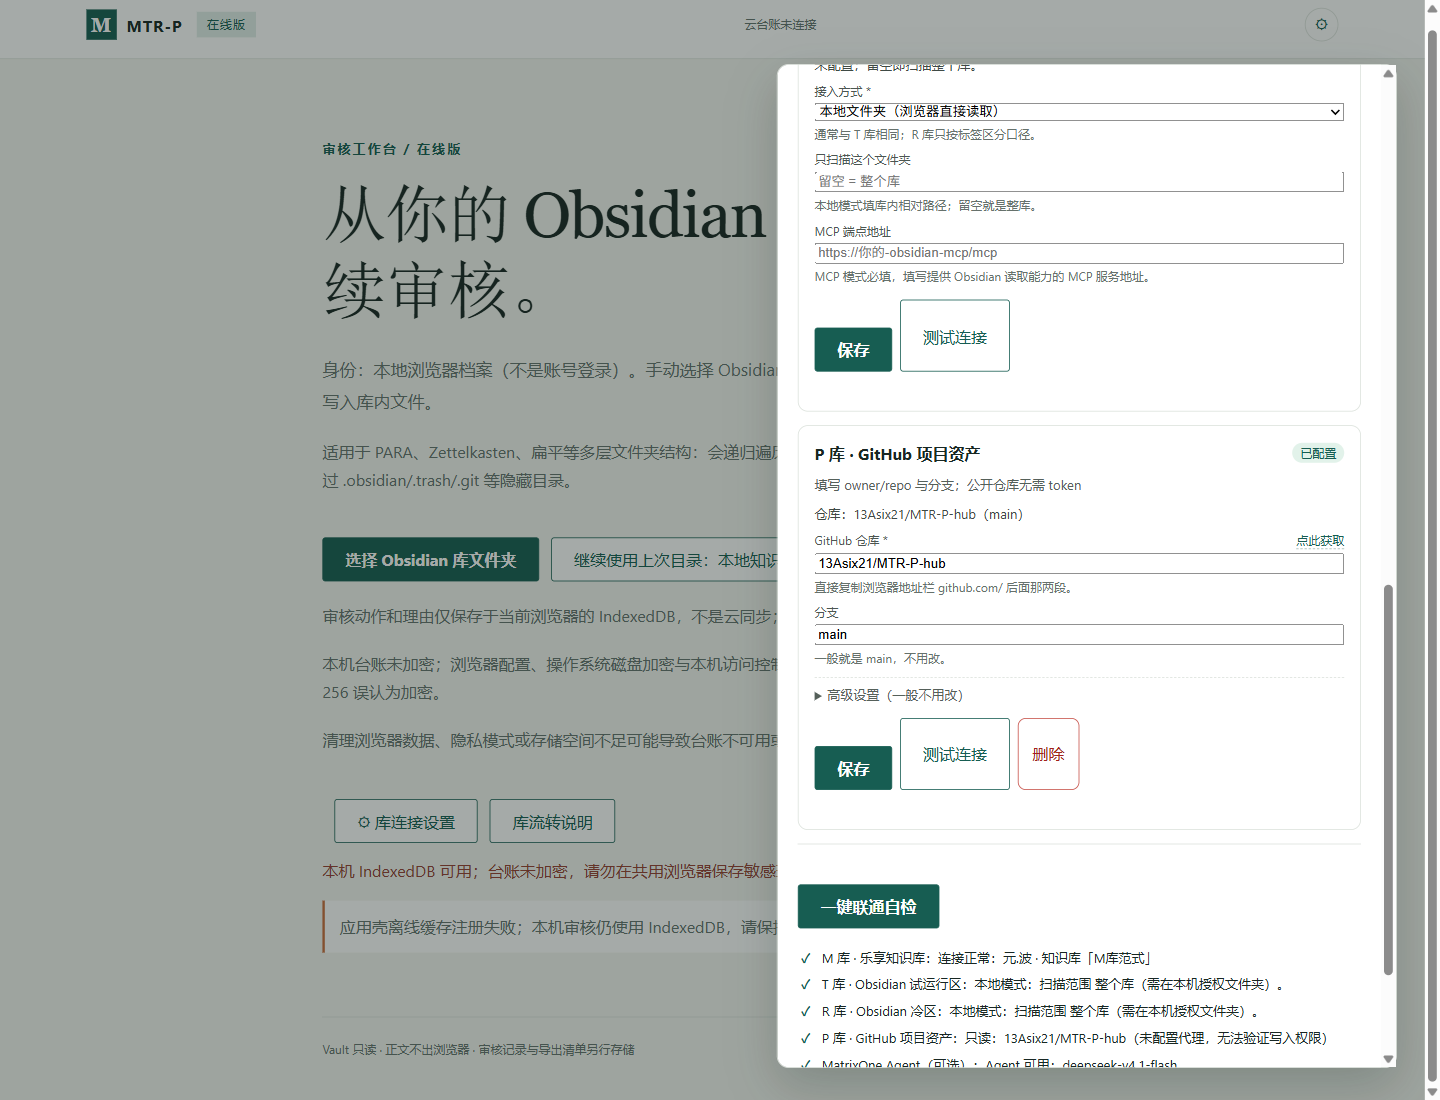 M MTR-P 在线版
云台账未连接
审核工作台 / 在线版
从你的 Obsidian
续审核。
身份：本地浏览器档案（不是账号登录）。手动选择 Obsidian
写入库内文件。
适用于 PARA、Zettelkasten、扁平等多层文件夹结构：会递归遍历
过 .obsidian/.trash/.git 等隐藏目录。
选择 Obsidian 库文件夹
继续使用上次目录：本地知识
审核动作和理由仅保存于当前浏览器的 IndexedDB，不是云同步；
本机台账未加密；浏览器配置、操作系统磁盘加密与本机访问控制
256 误认为加密。
清理浏览器数据、隐私模式或存储空间不足可能导致台账不可用或
库连接设置
库流转说明
本机 IndexedDB 可用；台账未加密，请勿在共用浏览器保存敏感
应用壳离线缓存注册失败；本机审核仍使用 IndexedDB，请保持
Vault 只读 · 正文不出浏览器 · 审核记录与导出清单另行存储
未配置；留空即扫描整个库。
接入方式 *
本地文件夹（浏览器直接读取）
通常与 T 库相同；R 库只按标签区分口径。
只扫描这个文件夹
留空 = 整个库
本地模式填库内相对路径；留空就是整库。
MCP 端点地址
https://你的-obsidian-mcp/mcp
MCP 模式必填，填写提供 Obsidian 读取能力的 MCP 服务地址。
保存
测试连接
P 库 · GitHub 项目资产
已配置
填写 owner/repo 与分支；公开仓库无需 token
仓库：13Asix21/MTR-P-hub（main）
GitHub 仓库 *
点此获取
13Asix21/MTR-P-hub
直接复制浏览器地址栏 github.com/ 后面那两段。
分支
main
一般就是 main，不用改。
▶ 高级设置（一般不用改）
保存
测试连接
删除
一键联通自检
✓ M 库 · 乐享知识库：连接正常：元.波 · 知识库「M库范式」
✓ T 库 · Obsidian 试运行区：本地模式：扫描范围 整个库（需在本机授权文件夹）。
✓ R 库 · Obsidian 冷区：本地模式：扫描范围 整个库（需在本机授权文件夹）。
✓ P 库 · GitHub 项目资产：只读：13Asix21/MTR-P-hub（未配置代理，无法验证写入权限）
✓ MatrixOne Agent（可选）：Agent 可用：deepseek-v4.1-flash